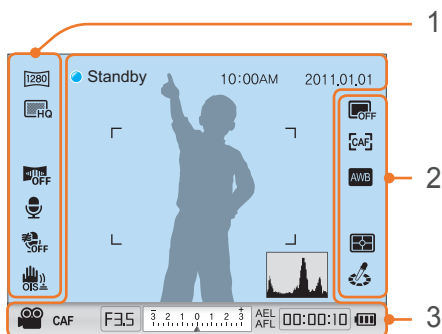 1
Standby 10:00AM 2011.01.01
1280
OFF
HQ
CAF
2
OFF
AWB
OFF
OIS
CAF F3.5 3 2 1 0 1 2 3 AEL 00:00:10
AFL
3